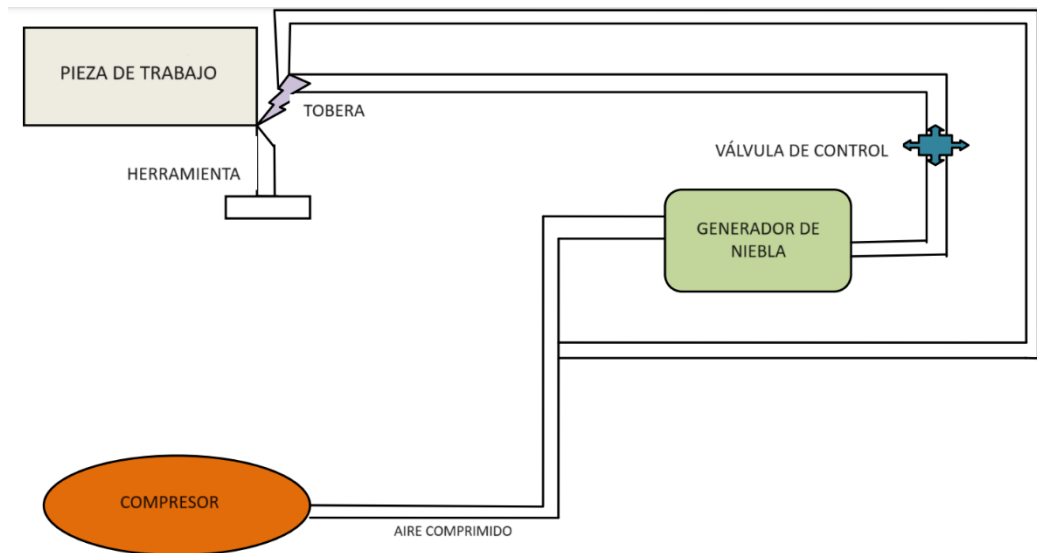 PIEZA DE TRABAJO
TOBERA
VÁLVULA DE CONTROL
HERRAMIENTA
GENERADOR DE
NIEBLA
COMPRESOR
AIRE COMPRIMIDO